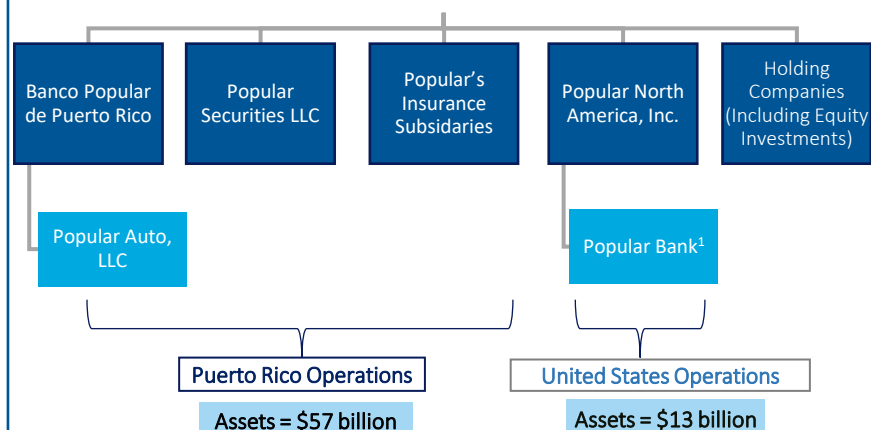 Banco Popular
de Puerto Rico
Popular
Securities LLC
Popular's
Insurance
Subsidaries
Popular North
America, Inc.
Holding
Companies
(Including Equity
Investments)
Popular Auto,
LLC
Popular Bank¹
Puerto Rico Operations
United States Operations
Assets = $57 billion
Assets = $13 billion